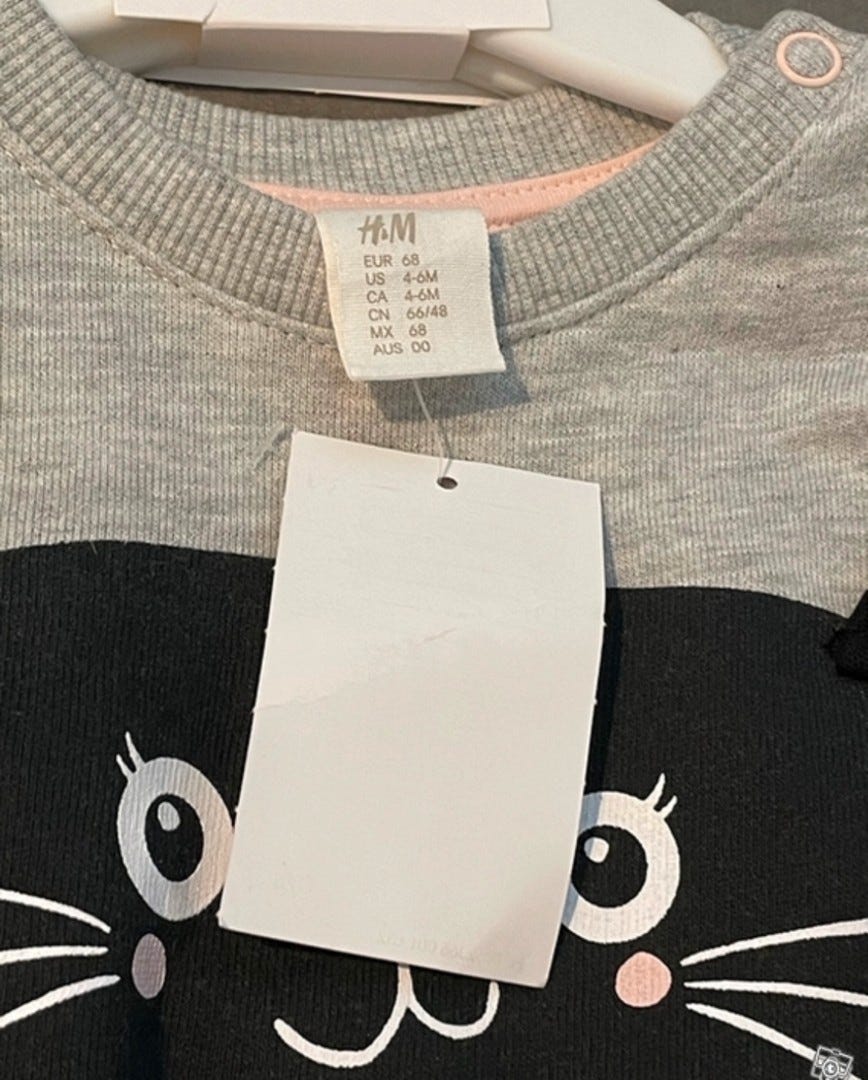 H&M
EUR 68
US 4-6M
CA 4-6M
CN 66/48
MX 68
AUS 00